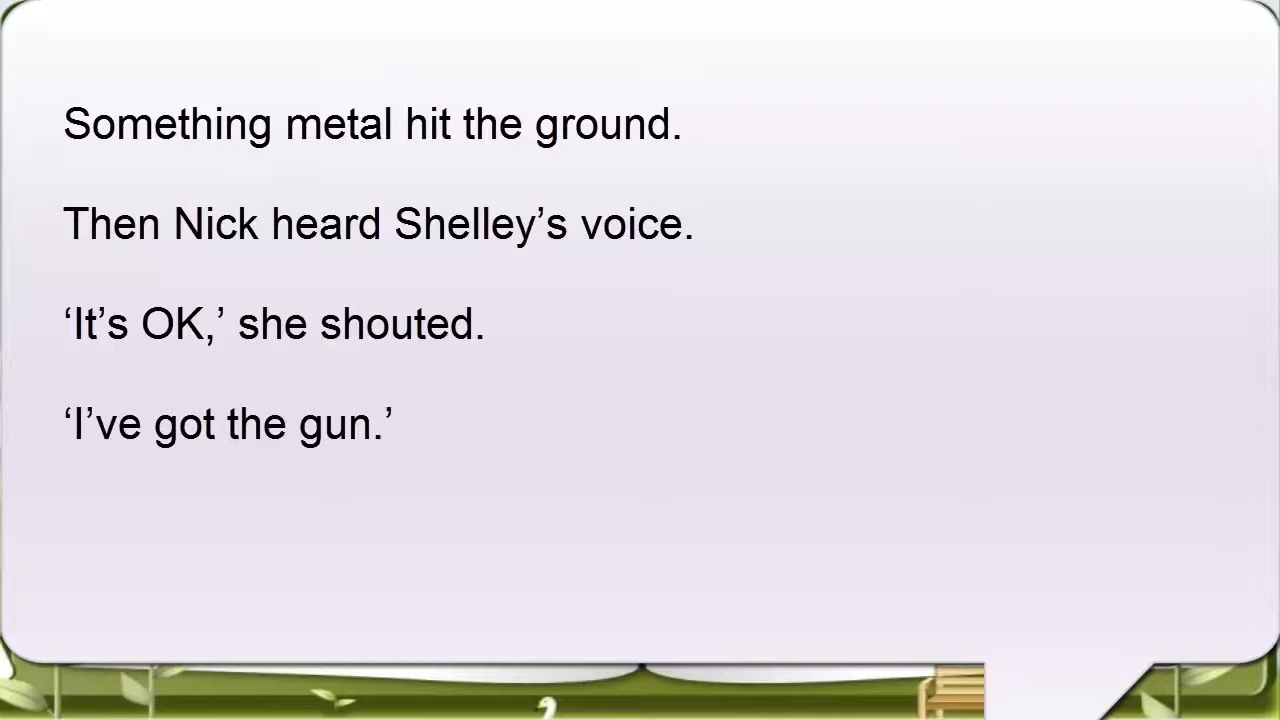 Something metal hit the ground.
Then Nick heard Shelley’s voice.
‘It’s OK,’ she shouted.
‘I’ve got the gun.’